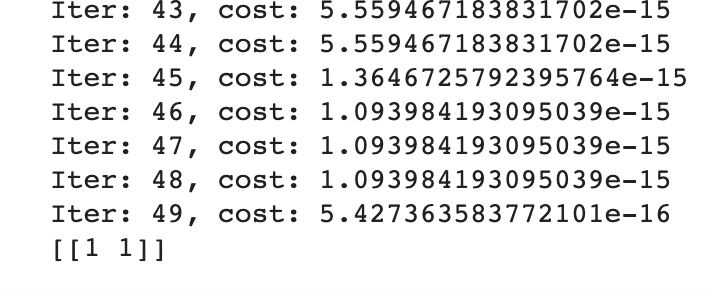 Iter: 43, cost: 5.559467183831702e-15
Iter: 44, cost: 5.559467183831702e-15
Iter: 45, cost: 1.3646725792395764e-15
Iter: 46, cost: 1.093984193095039e-15
Iter: 47, cost: 1.093984193095039e-15
Iter: 48, cost: 1.093984193095039e-15
Iter: 49, cost: 5.427363583772101e-16
[[1 1]]